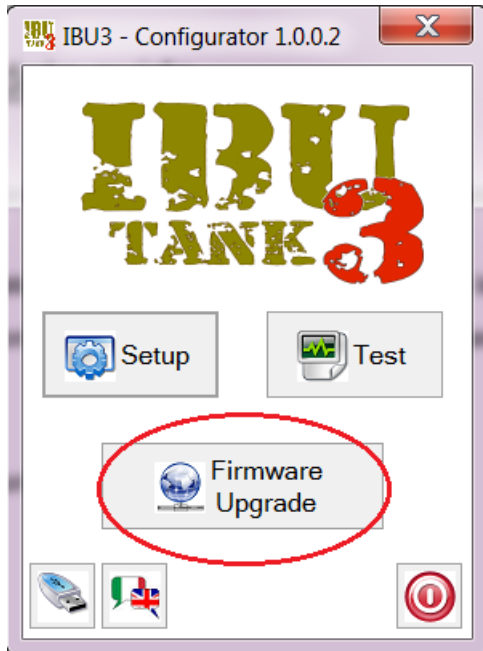 IBU3 - Configurator 1.0.0.2
IBU
TANK 3
Setup
Test
Firmware
Upgrade